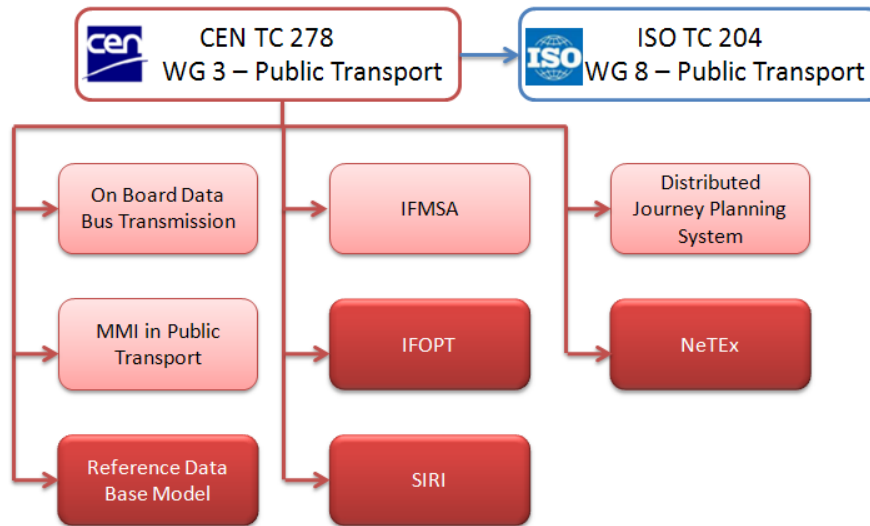 cen
CEN TC 278
WG 3 – Public Transport
ISO
ISO TC 204
WG 8 – Public Transport
On Board Data
Bus Transmission
IFMSA
Distributed
Journey Planning
System
MMI in Public
Transport
IFOPT
NeTEx
Reference Data
Base Model
SIRI